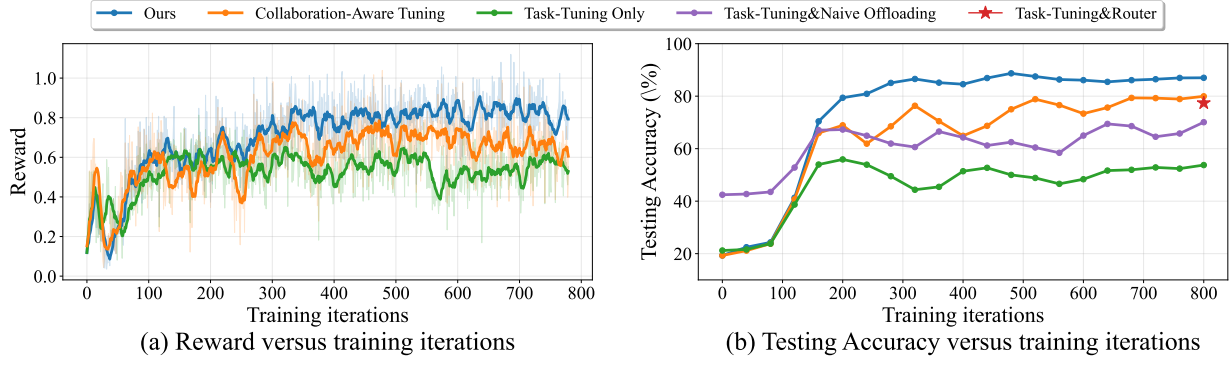 Ours Collaboration-Aware Tuning Task-Tuning Only Task-Tuning&Naive Offloading Task-Tuning&Router
Reward
1.0
0.8
0.6
0.4
0.2
0.0
0 100 200 300 400 500 600 700 800
Training iterations
(a) Reward versus training iterations
Testing Accuracy (\%)
100
80
60
40
20
0 100 200 300 400 500 600 700 800
Training iterations
(b) Testing Accuracy versus training iterations